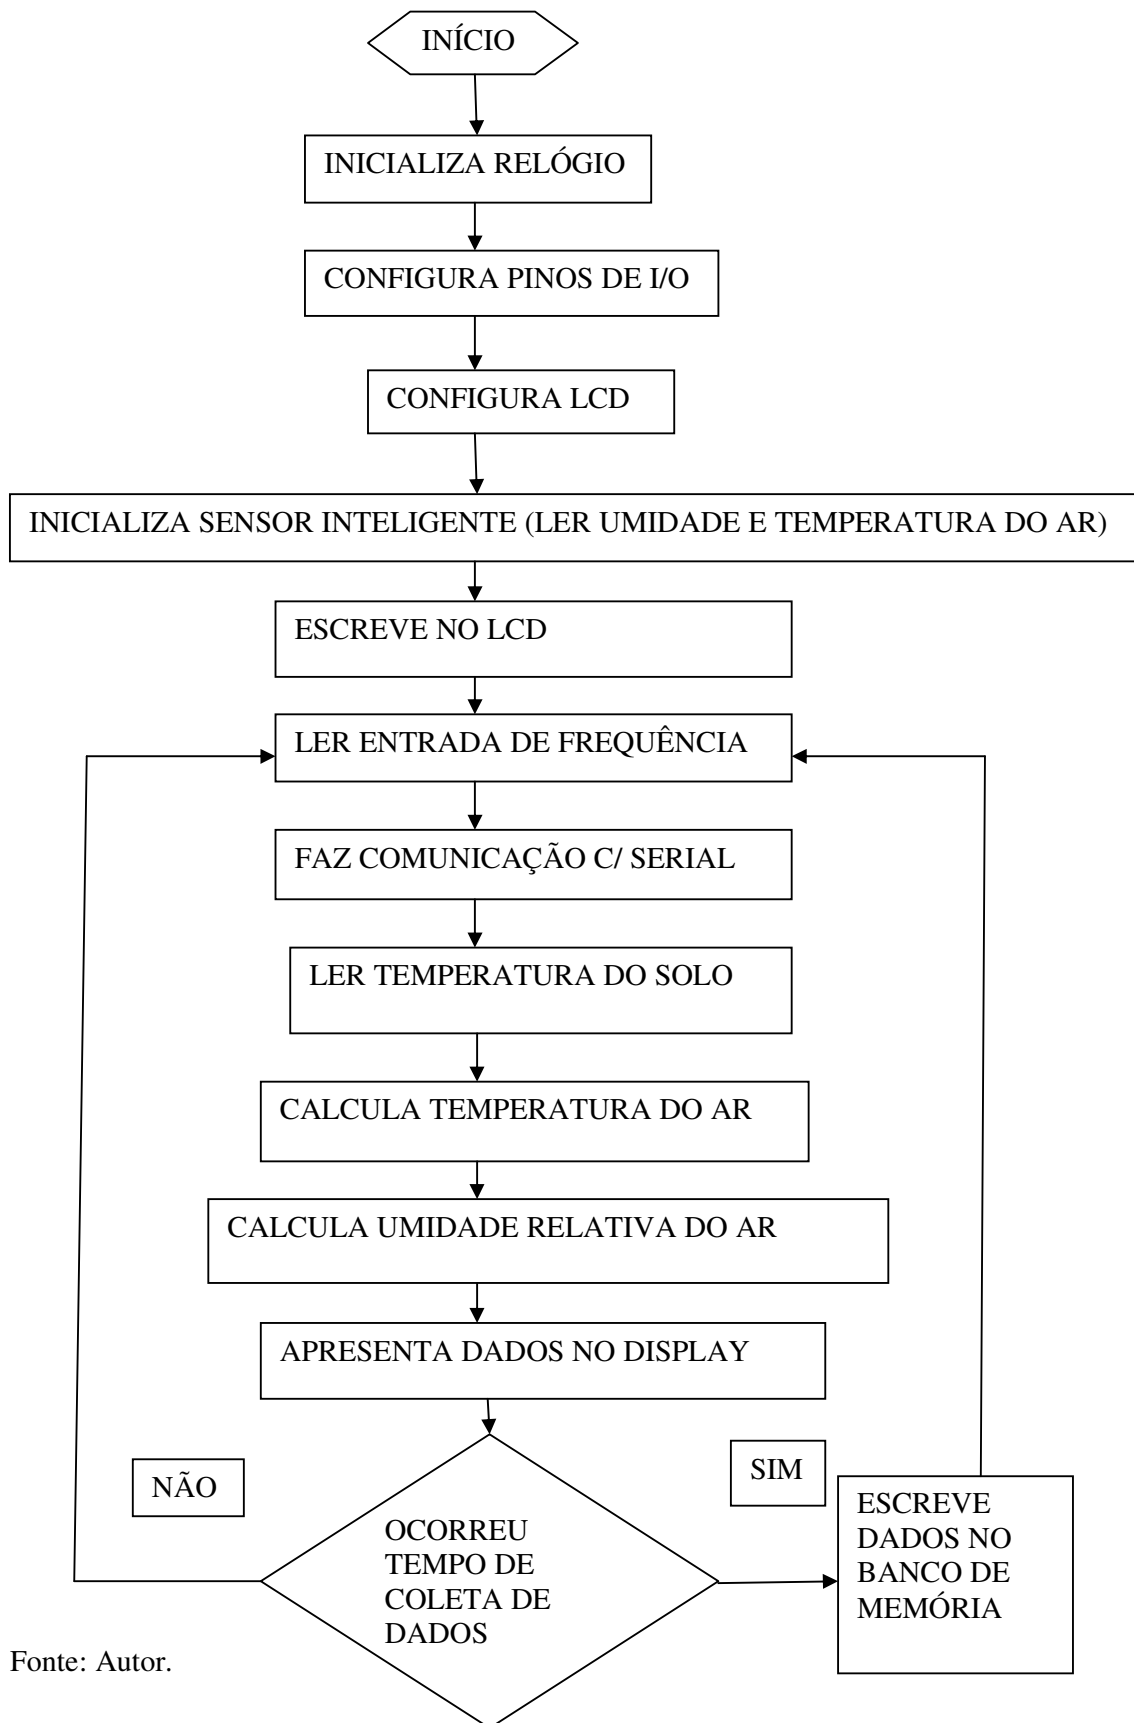 INÍCIO
INICIALIZA RELÓGIO
CONFIGURA PINOS DE I/O
CONFIGURA LCD
INICIALIZA SENSOR INTELIGENTE (LER UMIDADE E TEMPERATURA DO AR)
ESCREVE NO LCD
LER ENTRADA DE FREQUÊNCIA
FAZ COMUNICAÇÃO C/ SERIAL
LER TEMPERATURA DO SOLO
CALCULA TEMPERATURA DO AR
CALCULA UMIDADE RELATIVA DO AR
APRESENTA DADOS NO DISPLAY
NÃO
SIM
OCORREU
TEMPO DE
COLETA DE
DADOS
ESCREVE
DADOS NO
BANCO DE
MEMÓRIA
Fonte: Autor.